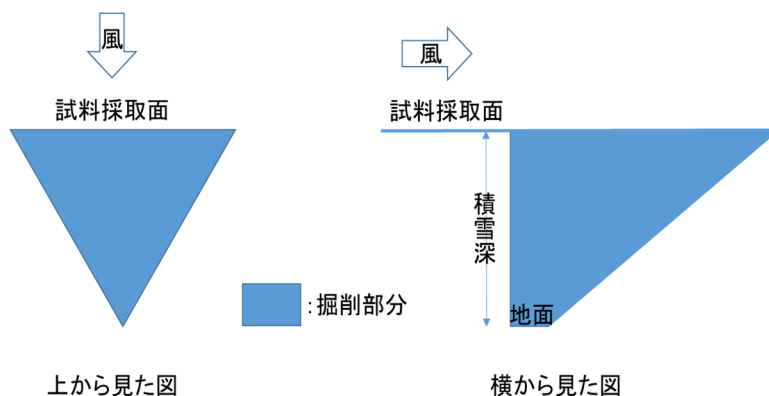 風
試料採取面
風
試料採取面
積雪深
地面
:掘削部分
上から見た図
横から見た図